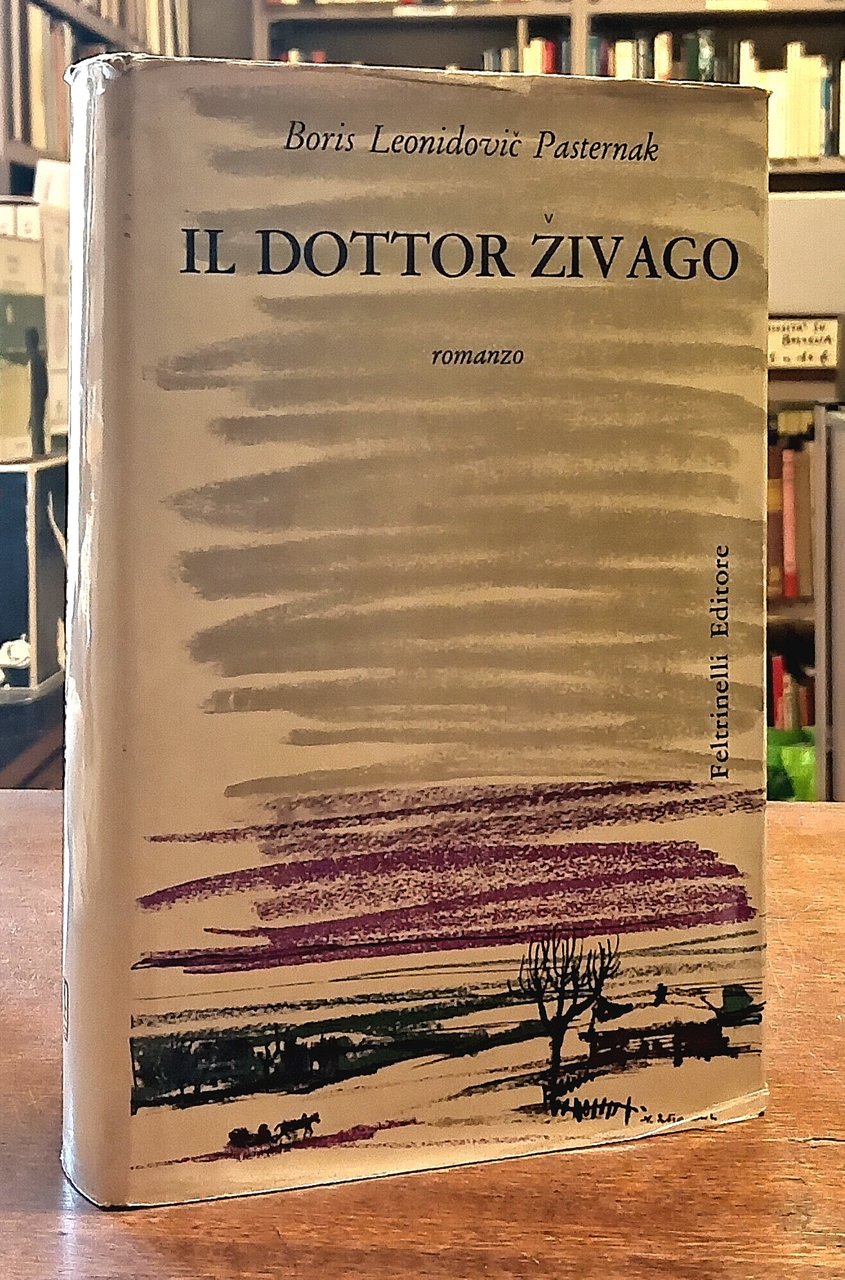 Boris Leonidovič Pasternak
IL DOTTOR ŽIVAGO
romanzo
Feltrinelli Editore